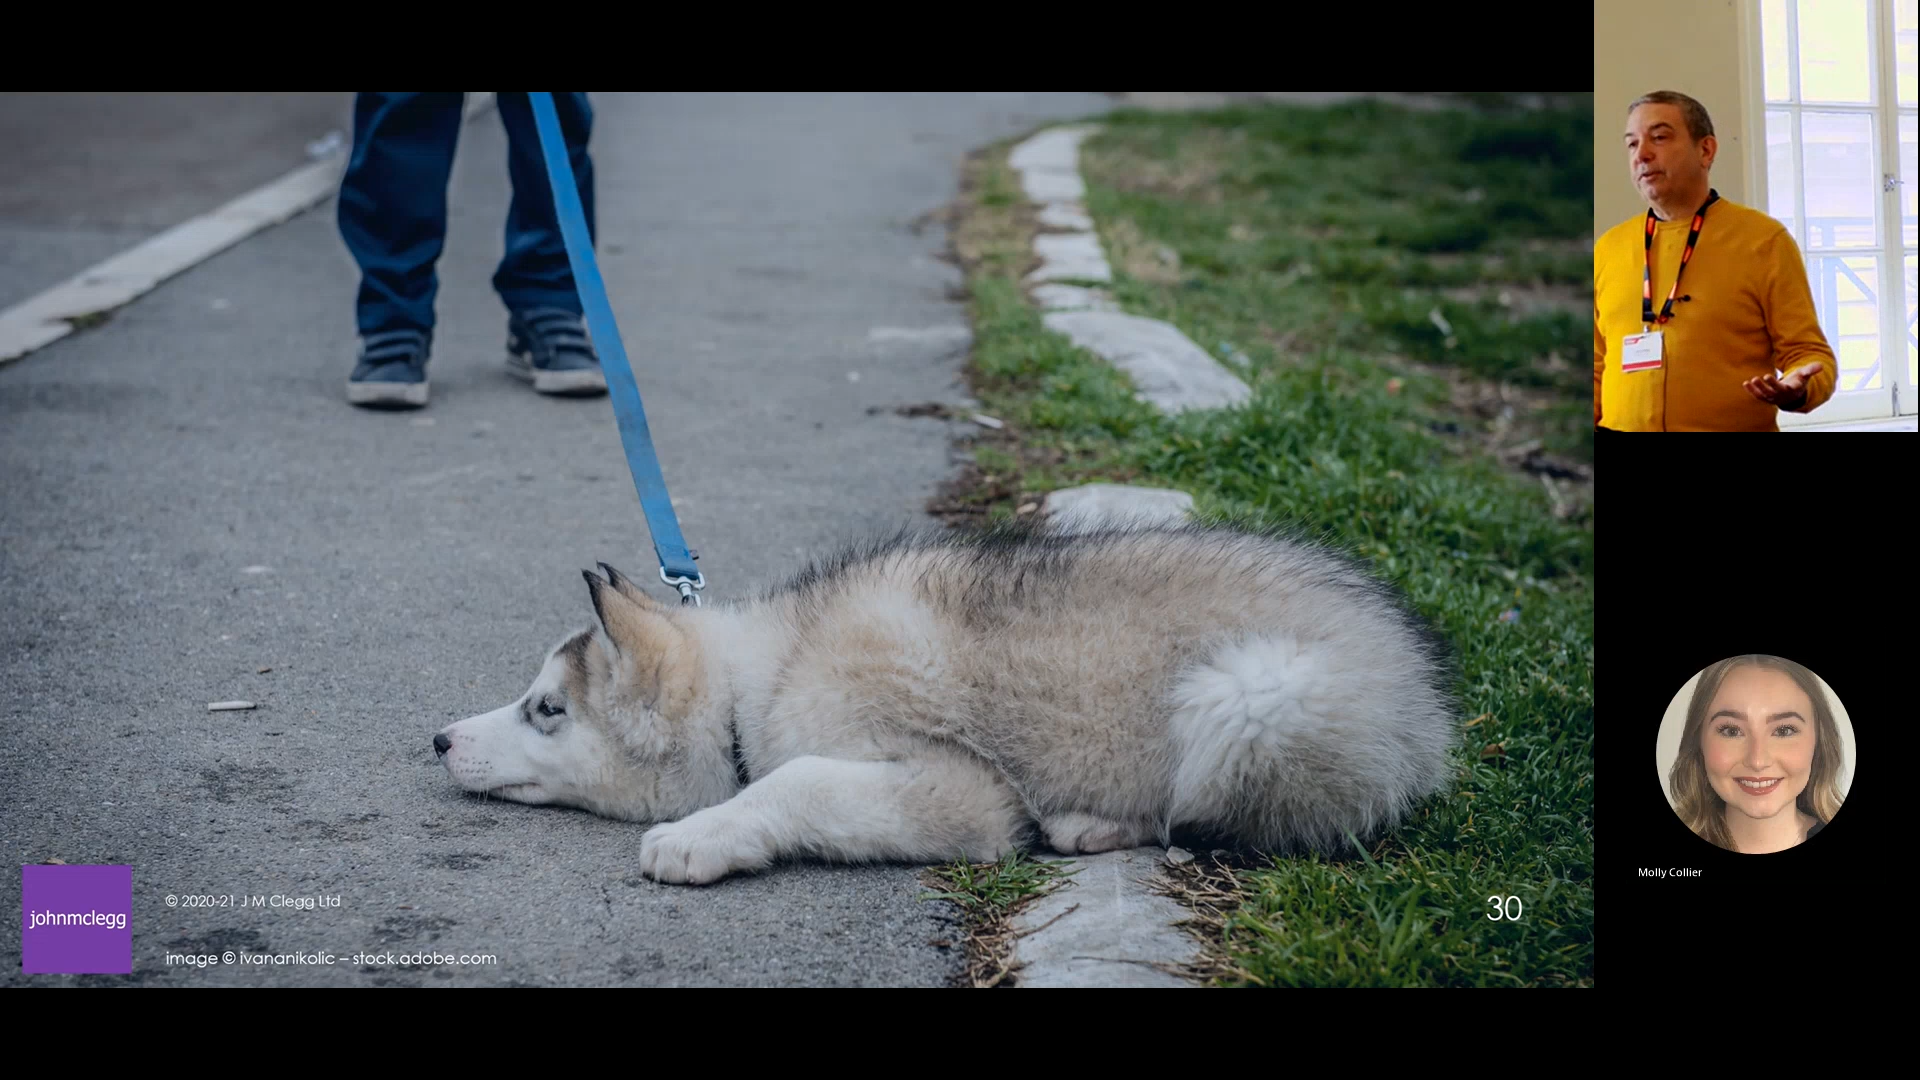 johnmclegg
© 2020-21 J M Clegg Ltd
image © ivananikolic – stock.adobe.com
30
Molly Collier